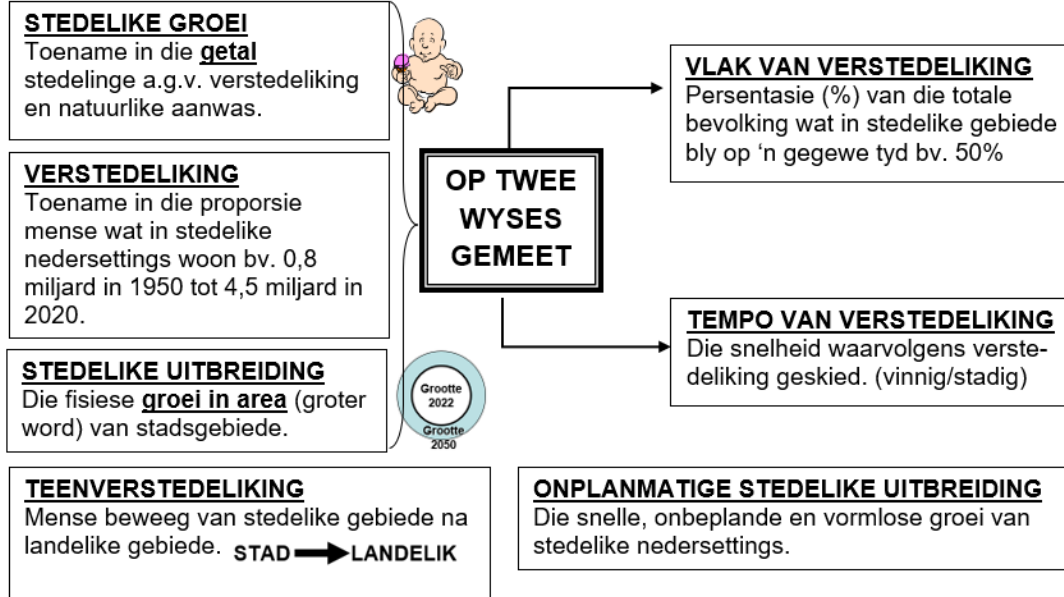 STEDELIKE GROEI
Toename in die getal
stedelinge a.g.v. verstedeliking
en natuurlike aanwas.
VERSTEDELIKING
Toename in die proporsie
mense wat in stedelike
nedersettings woon bv. 0,8
miljard in 1950 tot 4,5 miljard in
2020.
STEDELIKE UITBREIDING
Die fisiese groei in area (groter
word) van stadsgebiede.
Grootte
2022
Grootte
2050
OP TWEE
WYSES
GEMEET
VLAK VAN VERSTEDELIKING
Persentasie (%) van die totale
bevolking wat in stedelike gebiede
bly op ‘n gegewe tyd bv. 50%
TEMPO VAN VERSTEDELIKING
Die snelheid waarvolgens verste-
deliking geskied. (vinnig/stadig)
TEENVERSTEDELIKING
Mense beweeg van stedelike gebiede na
landelike gebiede. STAD LANDELIK
ONPLANMATIGE STEDELIKE UITBREIDING
Die snelle, onbeplande en vormlose groei van
stedelike nedersettings.